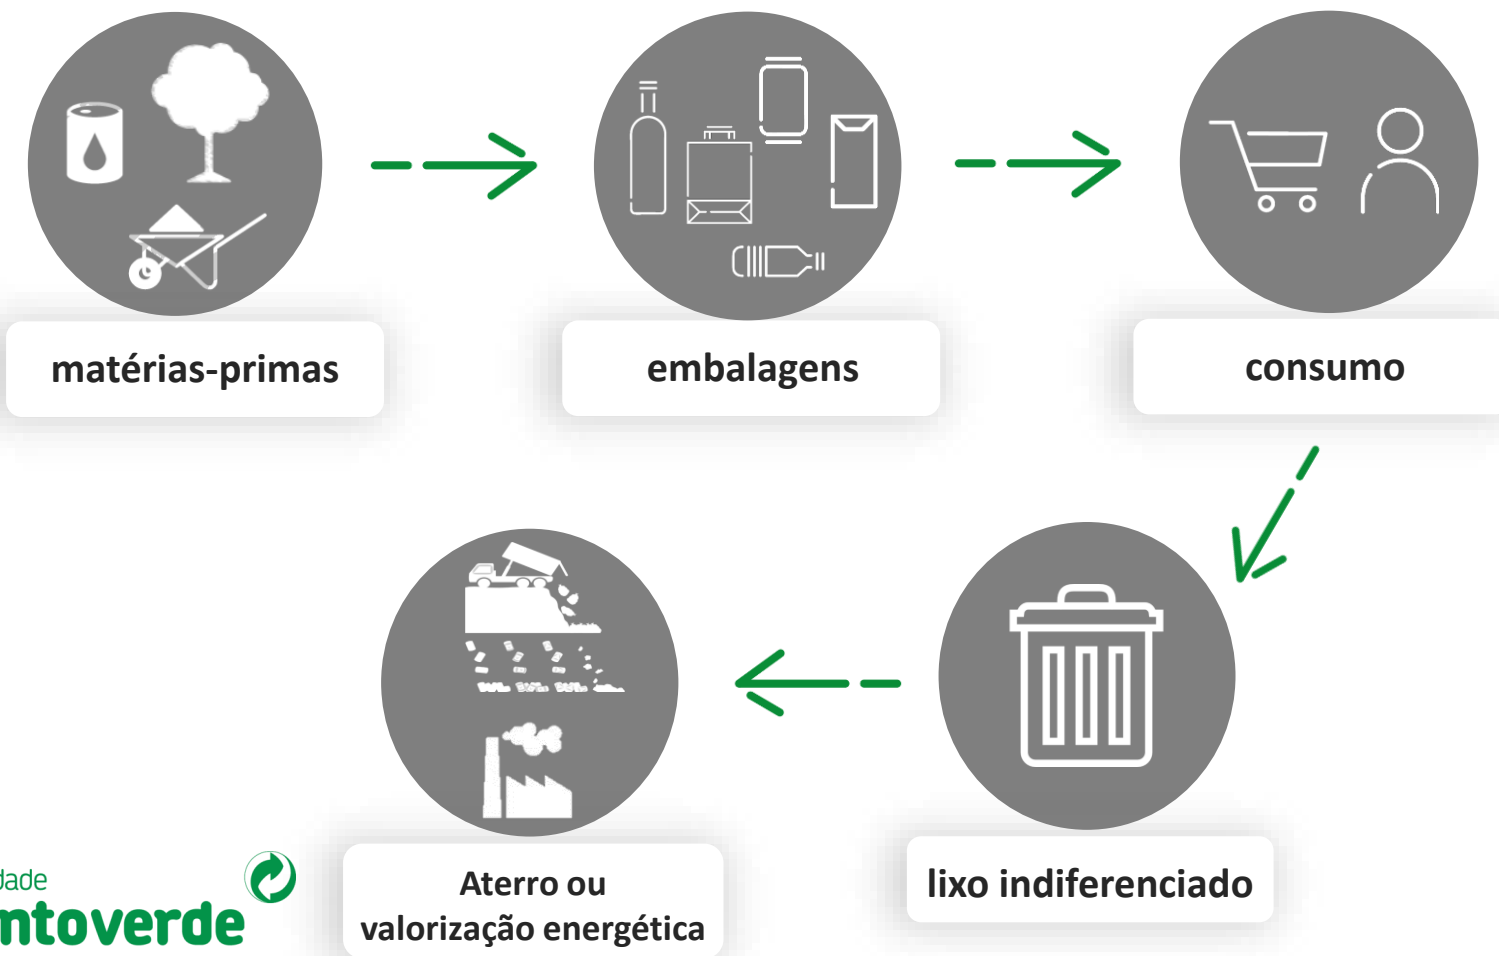 matérias-primas
embalagens
consumo
Aterro ou
valorização energética
lixo indiferenciado
dade
ntoverde